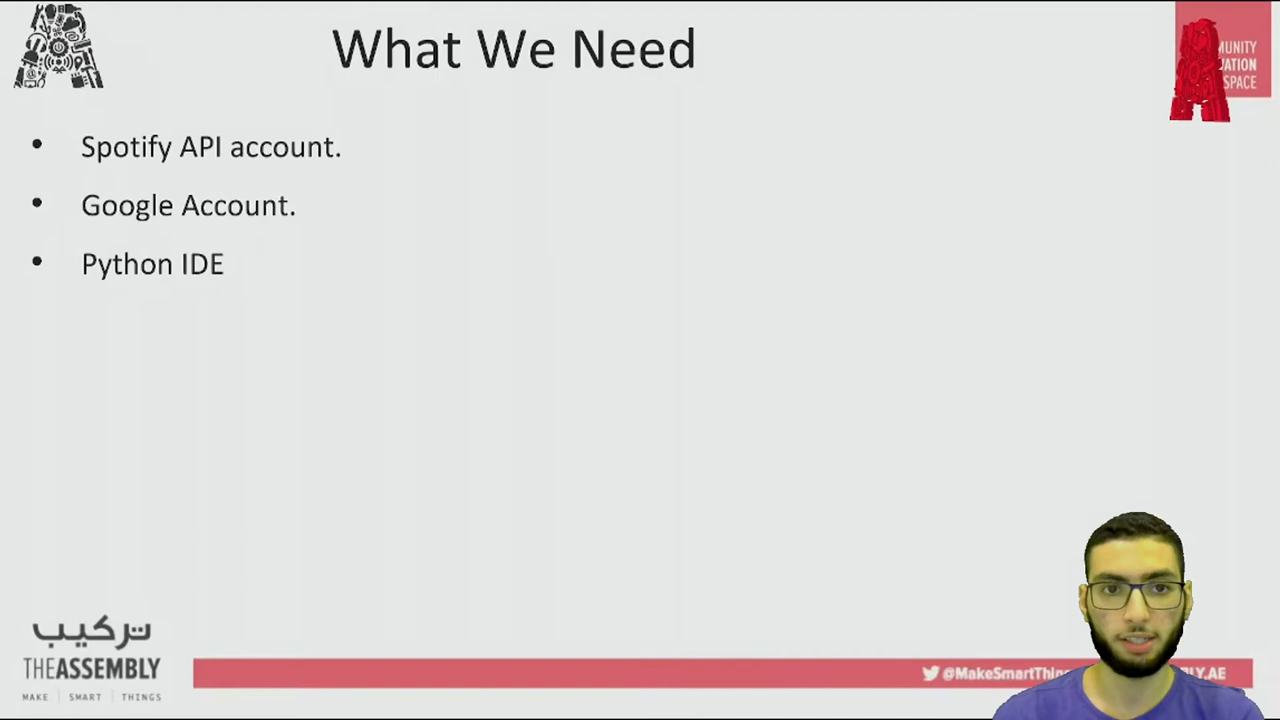 What We Need
MUNITY
VATION
SPACE
• Spotify API account.
• Google Account.
• Python IDE
تركيب
THEASSEMBLY
MAKE | SMART | THINGS
@MakeSmartThin
LY.AE